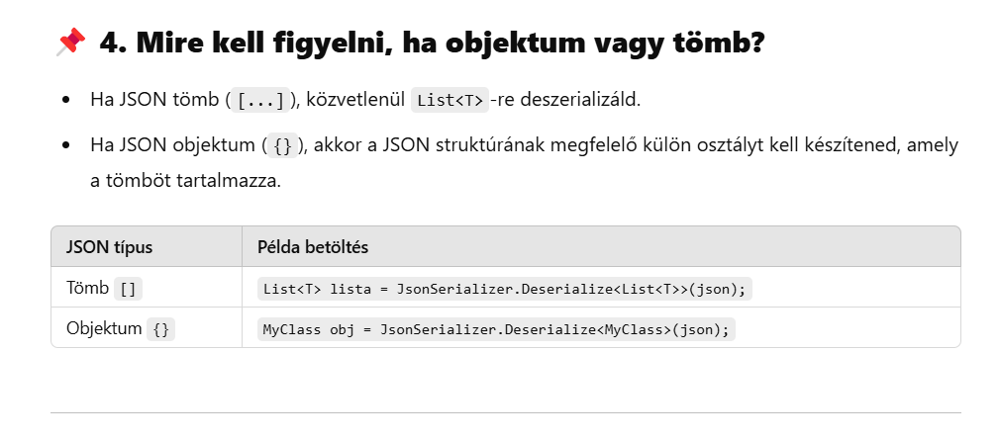 📌 4. Mire kell figyelni, ha objektum vagy tömb?
• Ha JSON tömb ([...]), közvetlenül List<T>-re deszerializáld.
• Ha JSON objektum ({}), akkor a JSON struktúrának megfelelő külön osztályt kell készítened, amely
a tömböt tartalmazza.
JSON típus Példa betöltés
Tömb [] List<T> lista = JsonSerializer.Deserialize<List<T>>(json);
Objektum {} MyClass obj = JsonSerializer.Deserialize<MyClass>(json);